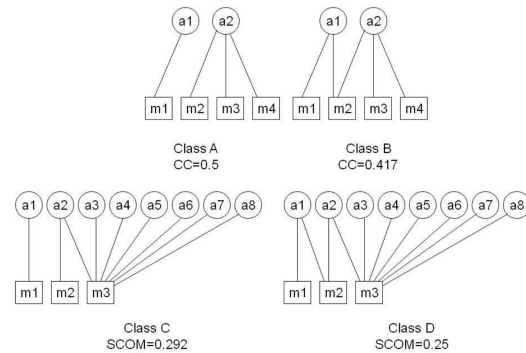 a1 a2 a1 a2
m1 m2 m3 m4 m1 m2 m3 m4
Class A Class B
CC=0.5 CC=0.417
a1 a2 a3 a4 a5 a6 a7 a8 a1 a2 a3 a4 a5 a6 a7 a8
m1 m2 m3 m1 m2 m3
Class C Class D
SCOM=0.292 SCOM=0.25